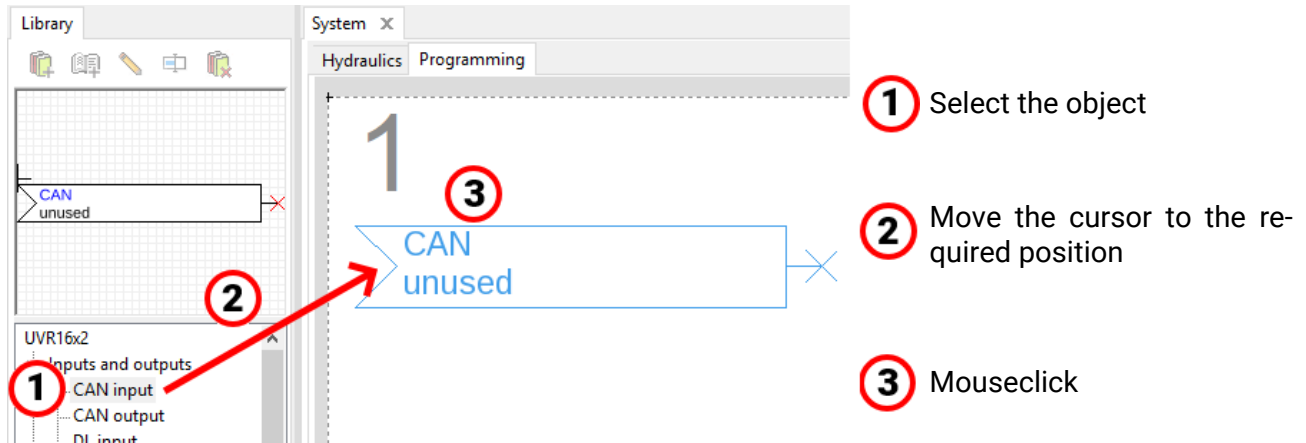 Library
System
Hydraulics Programming
CAN
unused
UVR16x2
Inputs and outputs
CAN input
CAN output
DL input
1
1
CAN
unused
3
2
1
1 Select the object
2 Move the cursor to the re-
quired position
3 Mouseclick